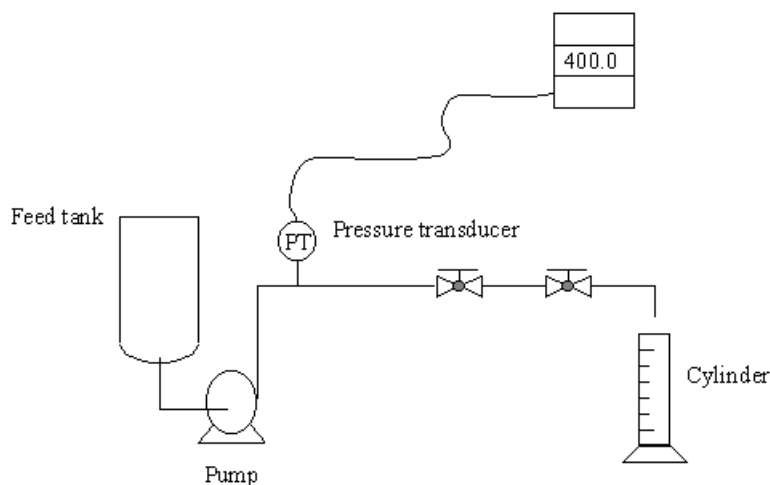 400.0
Feed tank
PT
Pressure transducer
Cylinder
Pump